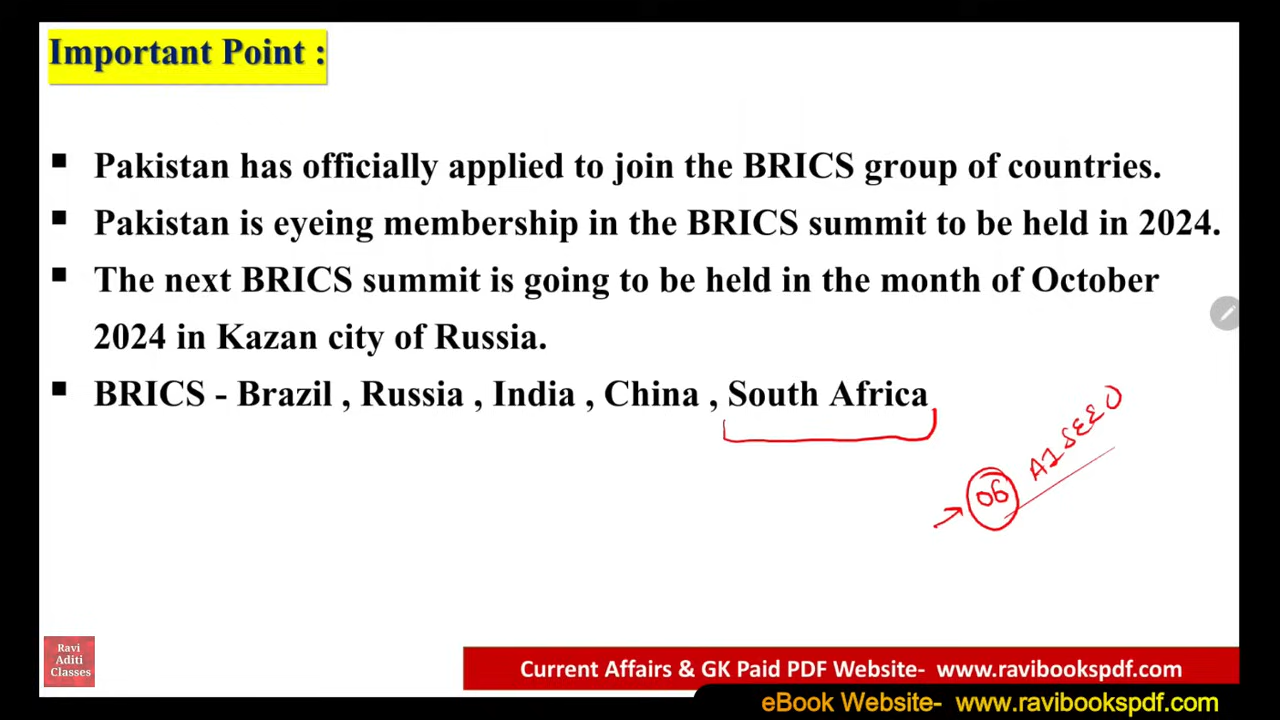 Important Point :
▪ Pakistan has officially applied to join the BRICS group of countries.
▪ Pakistan is eyeing membership in the BRICS summit to be held in 2024.
▪ The next BRICS summit is going to be held in the month of October
2024 in Kazan city of Russia.
▪ BRICS - Brazil , Russia , India , China , South Africa
06
Ravi
Aditi
Classes
Current Affairs & GK Paid PDF Website- www.ravibookspdf.com
eBook Website- www.ravibookspdf.com